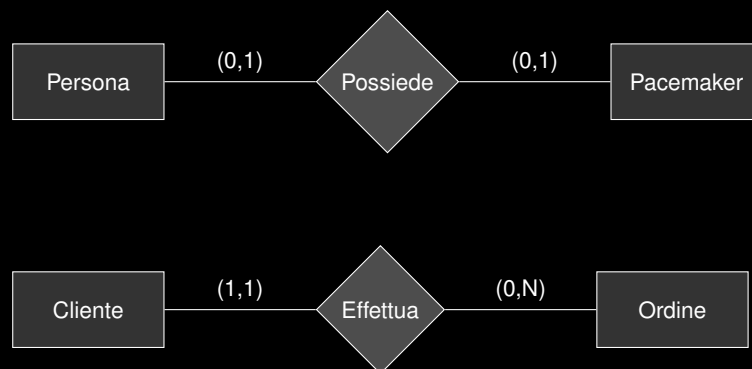 Persona (0,1) Possiede (0,1) Pacemaker
Cliente (1,1) Effettua (0,N) Ordine